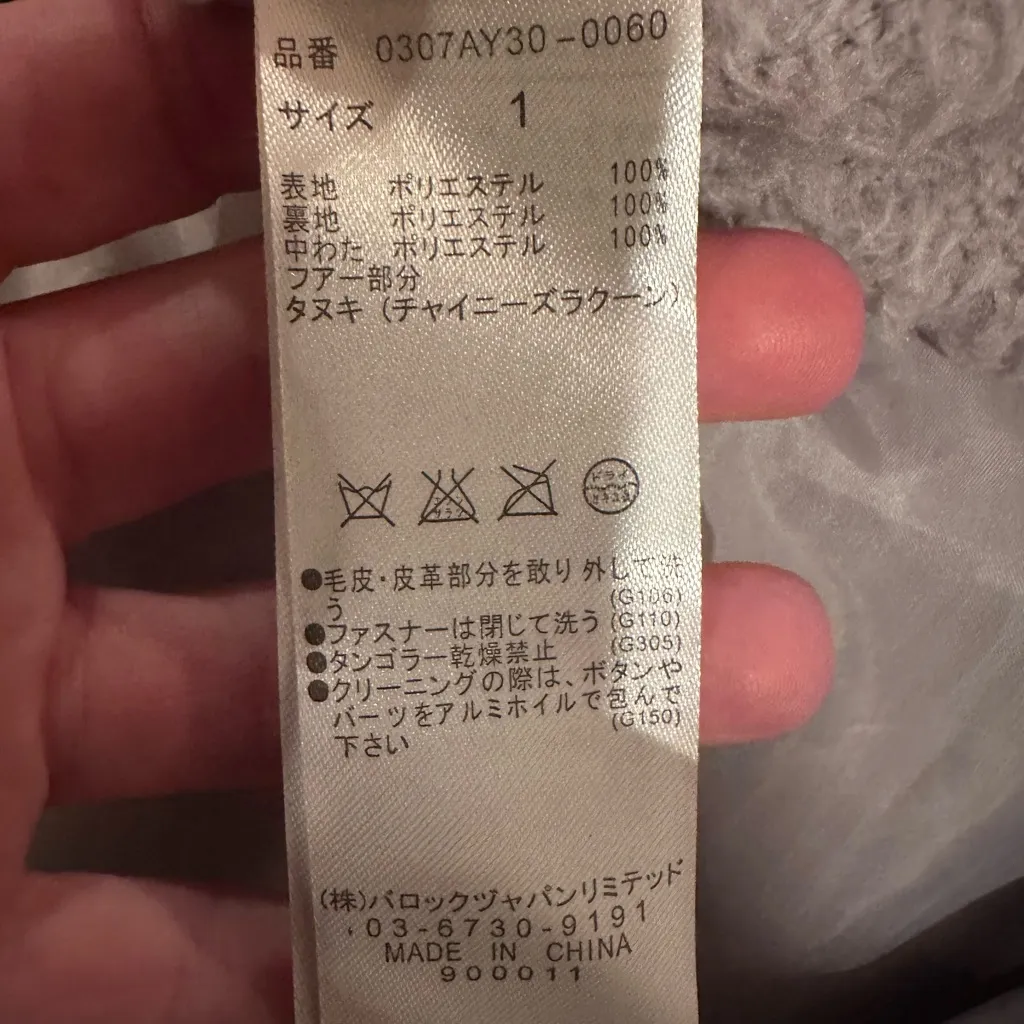 品番 0307AY30-0060
サイズ 1
表地 ポリエステル 100%
裏地 ポリエステル 100%
中わた ポリエステル 100%
フアー部分
タヌキ (チャイニーズラクーン)
ドライ
●毛皮・皮革部分を敢り外して洗
う (G106)
●ファスナーは閉じて洗う (G110)
●タンゴラー乾燥禁止 (G305)
●クリーニングの際は、ボタンや
バーツをアルミホイルで包んで
下さい (G150)
(株)バロックヅャパンリミテッド
03-6730-9191
MADE IN CHINA
900011